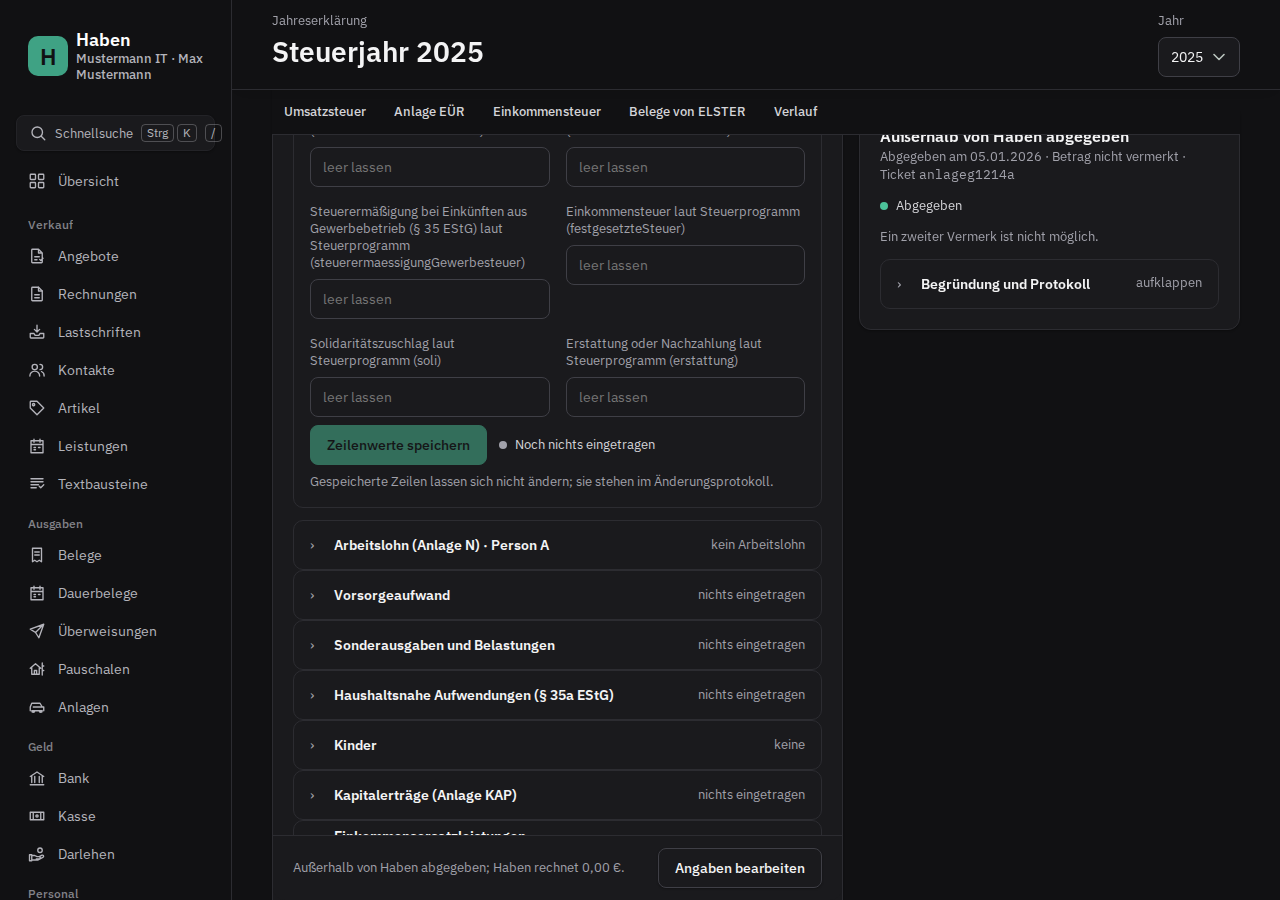 Haben
Mustermann IT · Max
Mustermann
Schnellsuche Strg K /
Übersicht
Verkauf
Angebote
Rechnungen
Lastschriften
Kontakte
Artikel
Leistungen
Textbausteine
Ausgaben
Belege
Dauerbelege
Überweisungen
Pauschalen
Anlagen
Geld
Bank
Kasse
Darlehen
Personal
Jahreserklärung
Steuerjahr 2025
Jahr
2025
Umsatzsteuer
Anlage EÜR
Einkommensteuer
Belege von ELSTER
Verlauf
leer lassen
leer lassen
Steuerermäßigung bei Einkünften aus
Gewerbebetrieb (§ 35 EStG) laut
Steuerprogramm
(steuerermaessigungGewerbesteuer)
leer lassen
Einkommensteuer laut Steuerprogramm
(festgesetzteSteuer)
leer lassen
Solidaritätszuschlag laut
Steuerprogramm (soli)
leer lassen
Erstattung oder Nachzahlung laut
Steuerprogramm (erstattung)
leer lassen
Zeilenwerte speichern
Noch nichts eingetragen
Gespeicherte Zeilen lassen sich nicht ändern; sie stehen im Änderungsprotokoll.
Arbeitslohn (Anlage N) · Person A
kein Arbeitslohn
Vorsorgeaufwand
nichts eingetragen
Sonderausgaben und Belastungen
nichts eingetragen
Haushaltsnahe Aufwendungen (§ 35a EStG)
nichts eingetragen
Kinder
keine
Kapitalerträge (Anlage KAP)
nichts eingetragen
Einkommensersatzleistungen
Außerhalb von Haben abgegeben; Haben rechnet 0,00 €.
Angaben bearbeiten
Außerhalb von Haben abgegeben
Abgegeben am 05.01.2026 · Betrag nicht vermerkt ·
Ticket anlageg1214a
Abgegeben
Ein zweiter Vermerk ist nicht möglich.
Begründung und Protokoll
aufklappen